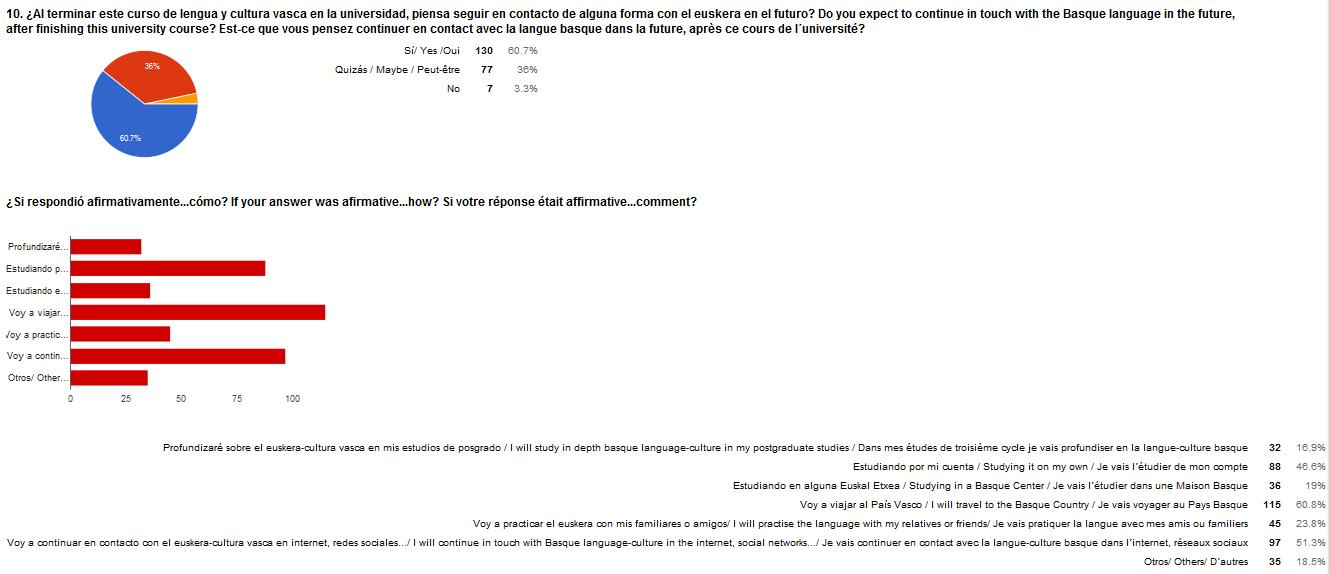 10. ¿Al terminar este curso de lengua y cultura vasca en la universidad, piensa seguir en contacto de alguna forma con el euskera en el futuro? Do you expect to continue in touch with the Basque language in the future,
after finishing this university course? Est-ce que vous pensez continuer en contact avec la langue basque dans la future, après ce cours de l´université?
Sí/ Yes /Oui 130 60.7%
Quizás / Maybe / Peut-être 77 36%
No 7 3.3%
36%
60.7%
¿Si respondió afirmativamente...cómo? If your answer was afirmative...how? Si votre réponse était affirmative...comment?
Profundizaré...
Estudiando p...
Estudiando e...
Voy a viajar...
Voy a practic...
Voy a contin...
Otros/ Other...
0 25 50 75 100
Profundizaré sobre el euskera-cultura vasca en mis estudios de posgrado / I will study in depth basque language-culture in my postgraduate studies / Dans mes études de troisiéme cycle je vais profundiser en la langue-culture basque 32 16.9%
Estudiando por mi cuenta / Studying it on my own / Je vais l´étudier de mon compte 88 46.6%
Estudiando en alguna Euskal Etxea / Studying in a Basque Center / Je vais l´étudier dans une Maison Basque 36 19%
Voy a viajar al País Vasco / I will travel to the Basque Country / Je vais voyager au Pays Basque 115 60.8%
Voy a practicar el euskera con mis familiares o amigos/ I will practise the language with my relatives or friends/ Je vais pratiquer la langue avec mes amis ou familiers 45 23.8%
Voy a continuar en contacto con el euskera-cultura vasca en internet, redes sociales.../ I will continue in touch with Basque language-culture in the internet, social networks.../ Je vais continuer en contact avec la langue-culture basque dans l´internet, réseaux sociaux 97 51.3%
Otros/ Others/ D´autres 35 18.5%